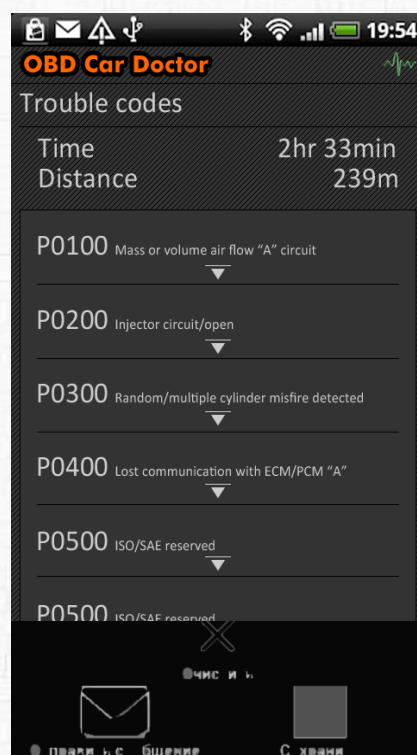 19:54
OBD Car Doctor
Trouble codes
Time 2hr 33min
Distance 239m
P0100 Mass or volume air flow “A” circuit
P0200 Injector circuit/open
P0300 Random/multiple cylinder misfire detected
P0400 Lost communication with ECM/PCM “A”
P0500 ISO/SAE reserved
P0500 ISO/SAE reserved